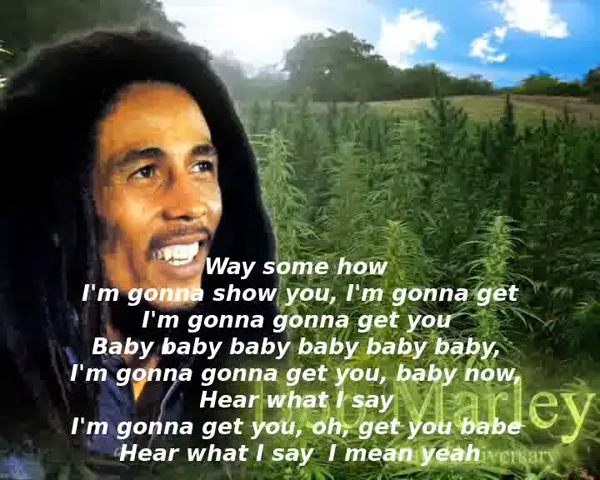 Marley
Way some how
I'm gonna show you, I'm gonna get
I'm gonna gonna get you
Baby baby baby baby baby baby,
I'm gonna gonna get you, baby now,
Hear what I say
Marley
I'm gonna get you, oh, get you babe
Hear what I say  I mean yeah